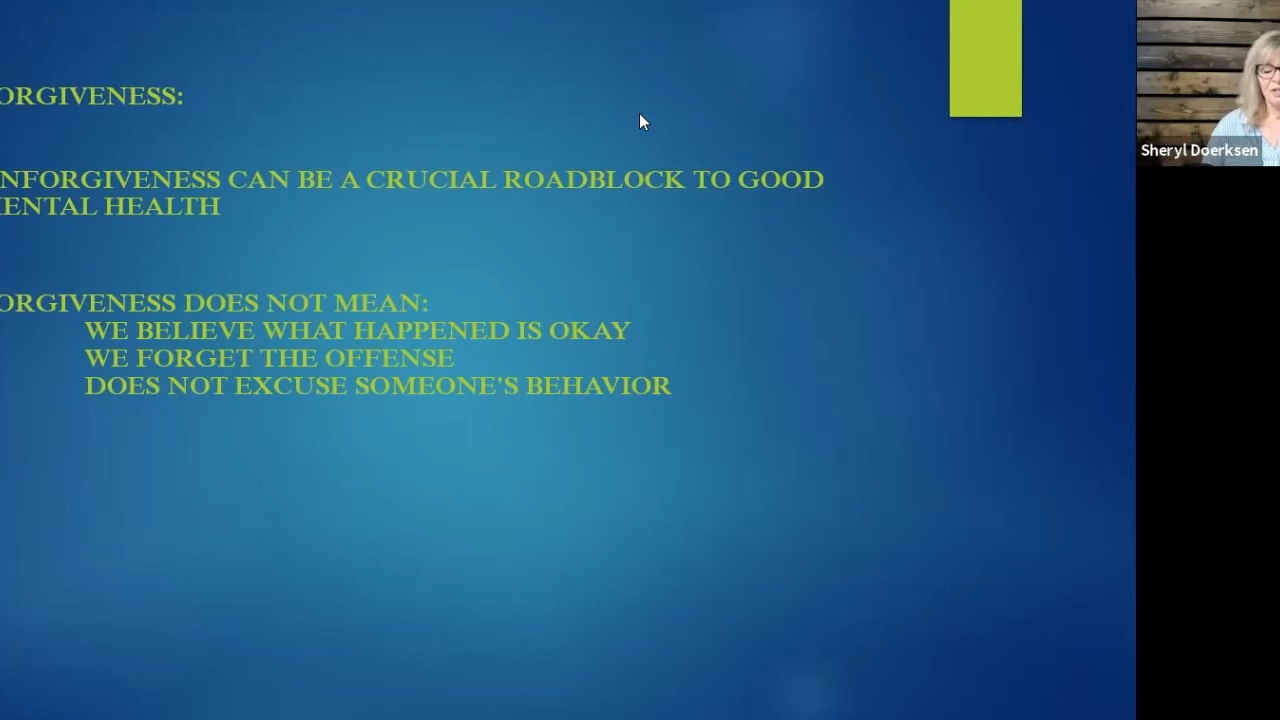 ORGIVENESS:
NFORGIVENESS CAN BE A CRUCIAL ROADBLOCK TO GOOD
ENTAL HEALTH
ORGIVENESS DOES NOT MEAN:
WE BELIEVE WHAT HAPPENED IS OKAY
WE FORGET THE OFFENSE
DOES NOT EXCUSE SOMEONE'S BEHAVIOR
Sheryl Doerksen